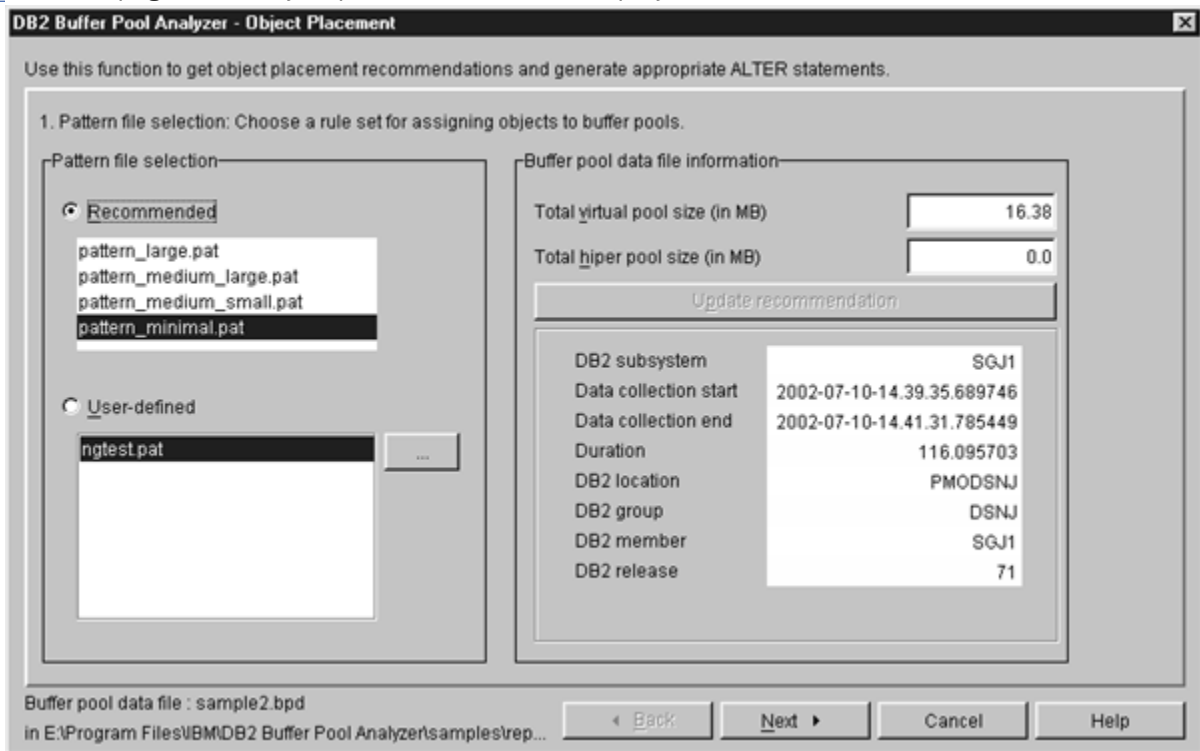 DB2 Buffer Pool Analyzer - Object Placement
Use this function to get object placement recommendations and generate appropriate ALTER statements.
1. Pattern file selection: Choose a rule set for assigning objects to buffer pools.
Pattern file selection
Recommended
pattern_large.pat
pattern_medium_large.pat
pattern_medium_small.pat
pattern_minimal.pat
User-defined
ngtest.pat
...
Buffer pool data file information
Total virtual pool size (in MB) 16.38
Total hiper pool size (in MB) 0.0
Update recommendation
DB2 subsystem SGJ1
Data collection start 2002-07-10-14.39.35.689746
Data collection end 2002-07-10-14.41.31.785449
Duration 116.095703
DB2 location PMODSNJ
DB2 group DSNJ
DB2 member SGJ1
DB2 release 71
Buffer pool data file : sample2.bpd
in E:\Program Files\IBM\DB2 Buffer Pool Analyzer\samples\rep...
Back Next Cancel Help